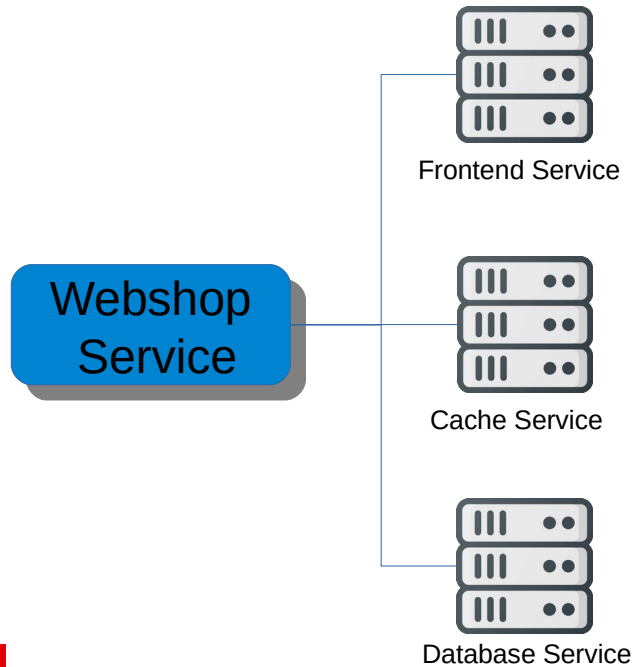 Frontend Service
Webshop
Service
Cache Service
Database Service